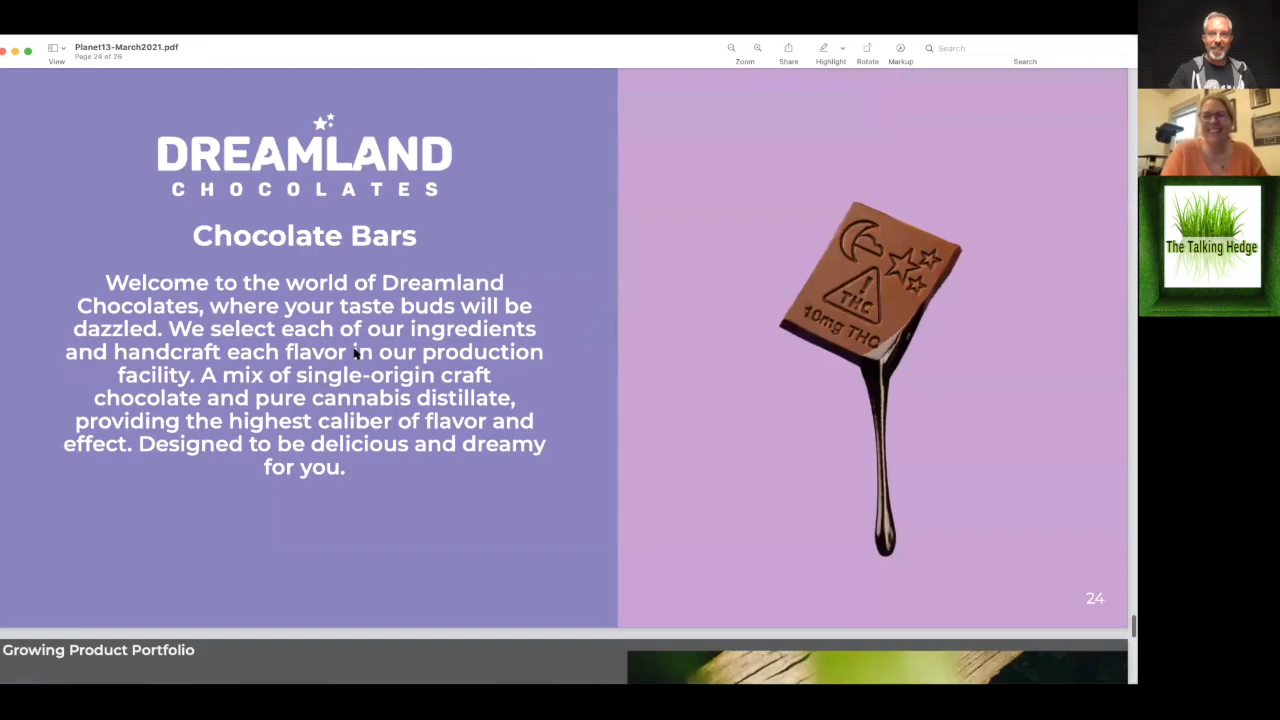 Planet13-March2021.pdf
Page 24 of 26
View
Zoom
Share
Highlight
Rotate
Markup
Search
Search
DREAMLAND
CHOCOLATES
Chocolate Bars
Welcome to the world of Dreamland
Chocolates, where your taste buds will be
dazzled. We select each of our ingredients
and handcraft each flavor in our production
facility. A mix of single-origin craft
chocolate and pure cannabis distillate,
providing the highest caliber of flavor and
effect. Designed to be delicious and dreamy
for you.
!
THC
10mg THC
24
Growing Product Portfolio
The Talking Hedge